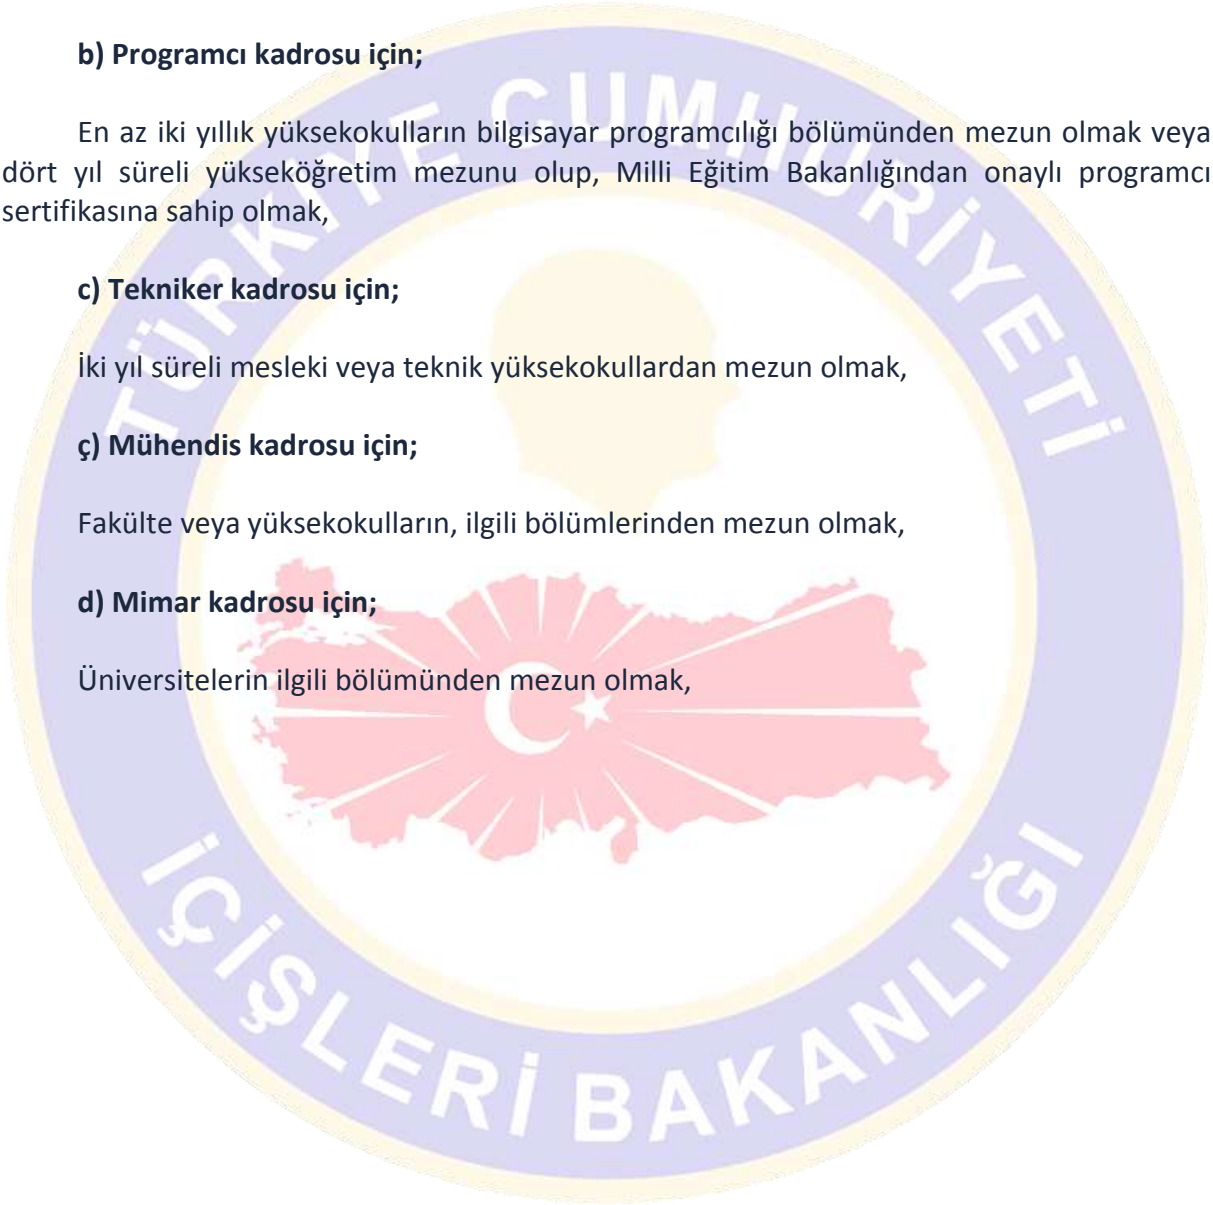 b) Programcı kadrosu için;
En az iki yıllık yüksekokulların bilgisayar programcılığı bölümünden mezun olmak veya
dört yıl süreli yükseköğretim mezunu olup, Milli Eğitim Bakanlığından onaylı programcı
sertifikasına sahip olmak,
c) Tekniker kadrosu için;
İki yıl süreli mesleki veya teknik yüksekokullardan mezun olmak,
ç) Mühendis kadrosu için;
Fakülte veya yüksekokulların, ilgili bölümlerinden mezun olmak,
d) Mimar kadrosu için;
Üniversitelerin ilgili bölümünden mezun olmak,
TÜRKİYE CUMHURİYETİ
İÇİŞLERİ BAKANLIĞI